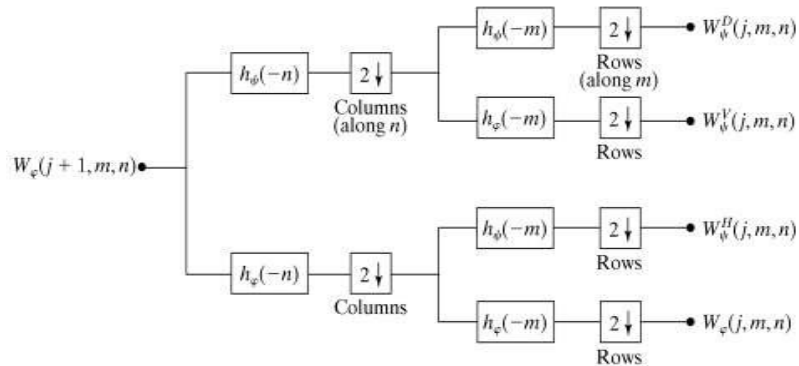 h_ψ(−m)
2↓
W_ψ^D(j, m, n)
Rows
(along m)
h_ψ(−n)
2↓
Columns
(along n)
h_φ(−m)
2↓
W_ψ^V(j, m, n)
Rows
W_φ(j + 1, m, n)
h_ψ(−m)
2↓
W_ψ^H(j, m, n)
Rows
h_φ(−n)
2↓
Columns
h_φ(−m)
2↓
W_φ(j, m, n)
Rows